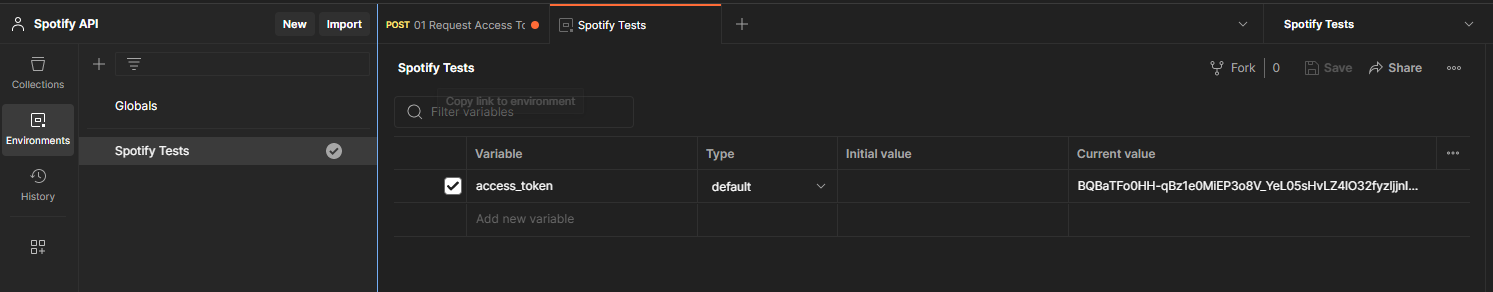 Spotify API
New
Import
POST 01 Request Access To
Spotify Tests
Spotify Tests
Collections
Environments
History
Globals
Spotify Tests
Spotify Tests
Fork 0
Save
Share
Copy link to environment
Filter variables
Variable Type Initial value Current value
access_token default BQBaTFo0HH-qBz1e0MiEP3o8V_YeL05sHvLZ4IO32fyzIjjnI...
Add new variable